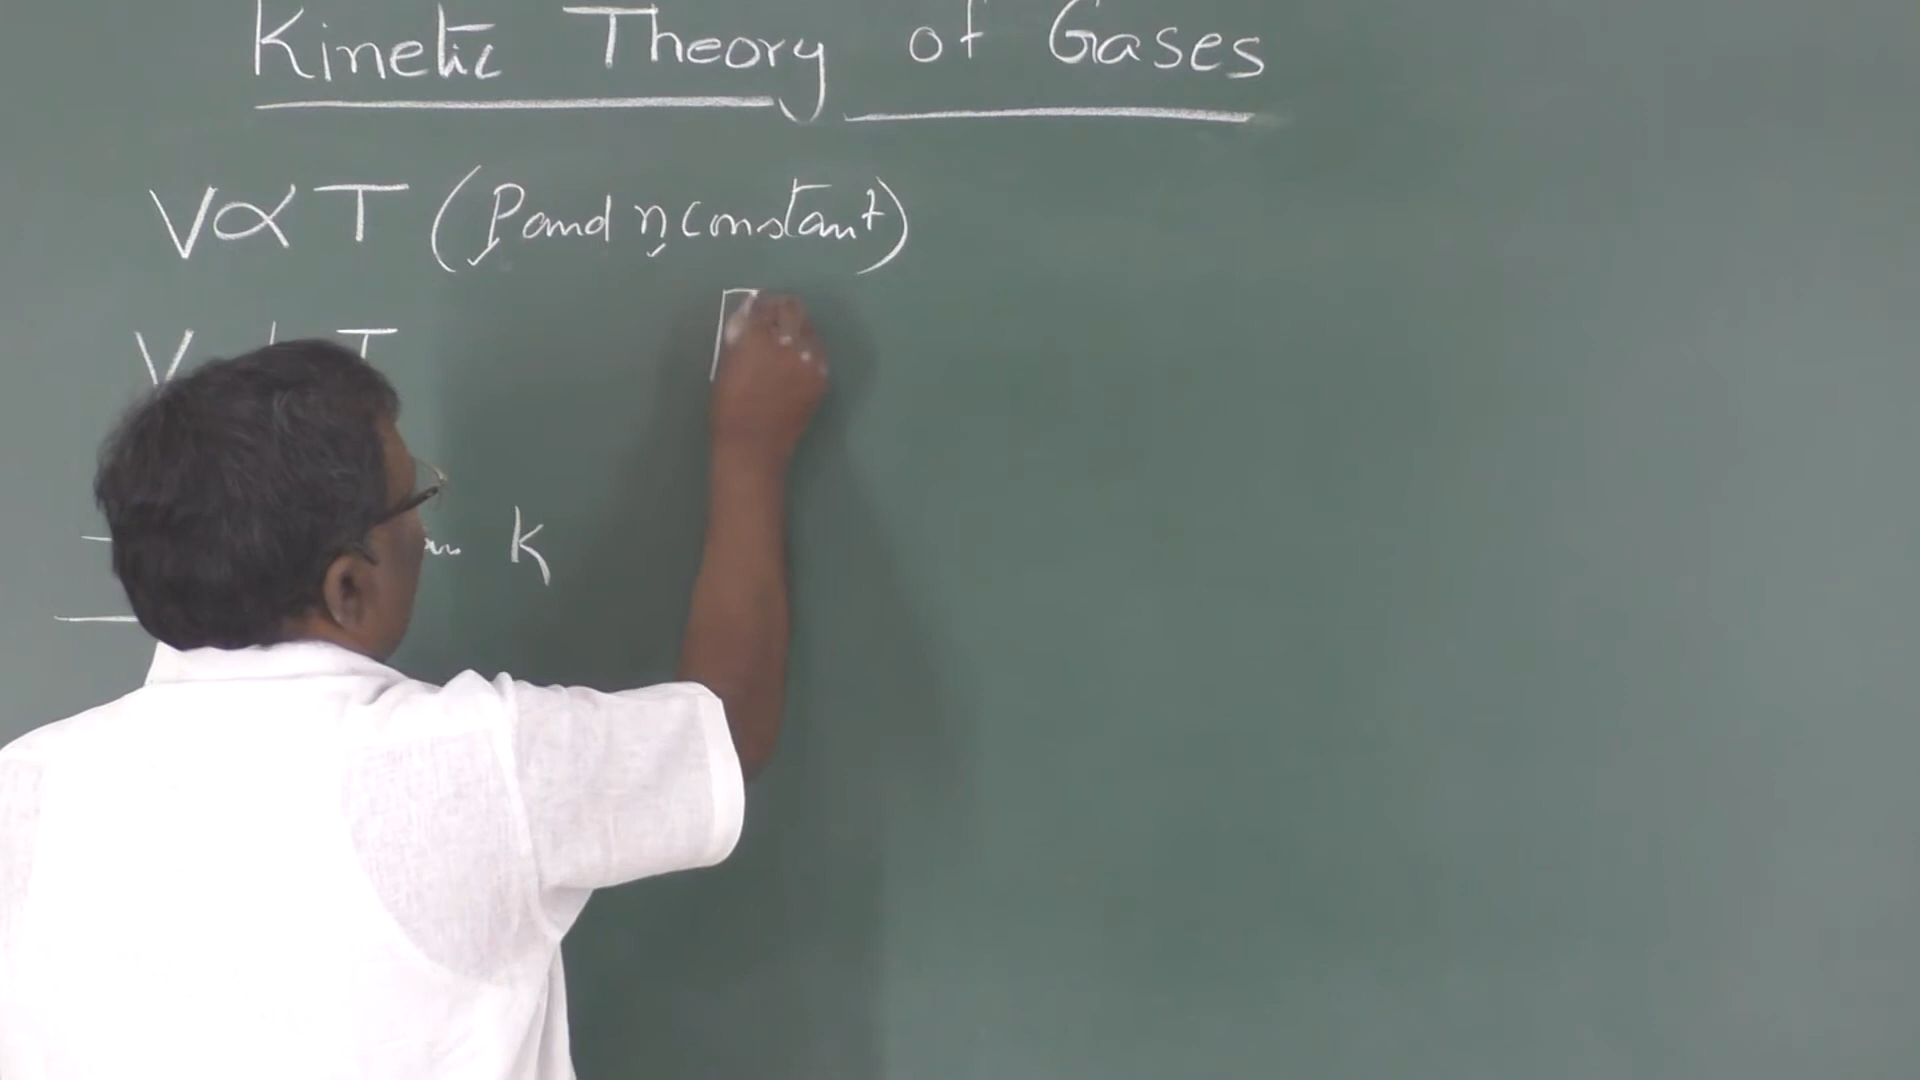 Kinetic Theory of Gases
V∝ T (P and n constant)
V T
K